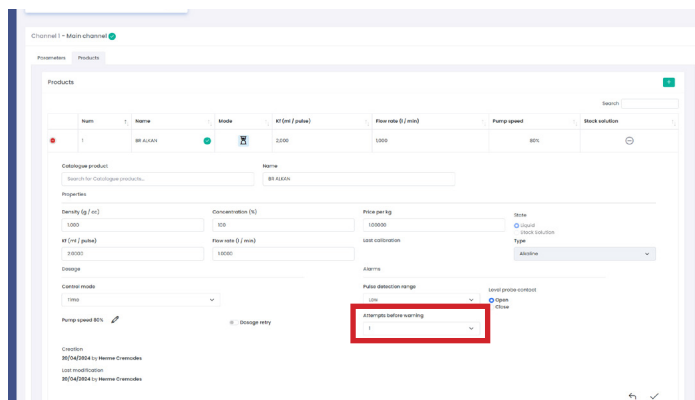 Channel 1 - Main channel
Parameters Products
Products +
Search
Num Name Mode Kf (ml / pulse) Flow rate (l / min) Pump speed Stock solution
1 BR ALKAN 2,000 1,000 80%
Catalogue product Name
Search for Catalogue products... BR ALKAN
Properties
Density (g / cc) Concentration (%) Price per kg State
1.000 100 1.00000 Liquid
Stock Solution
Kf (ml / pulse) Flow rate (l / min) Last calibration Type
2.0000 1.0000 Alkaline
Dosage Alarms
Control mode Pulse detection range Level probe contact
Time Low Open
Close
Pump speed 80% Dosage retry Attempts before warning
1
Creation
30/04/2024 by Herme Cremades
Last modification
30/04/2024 by Herme Cremades